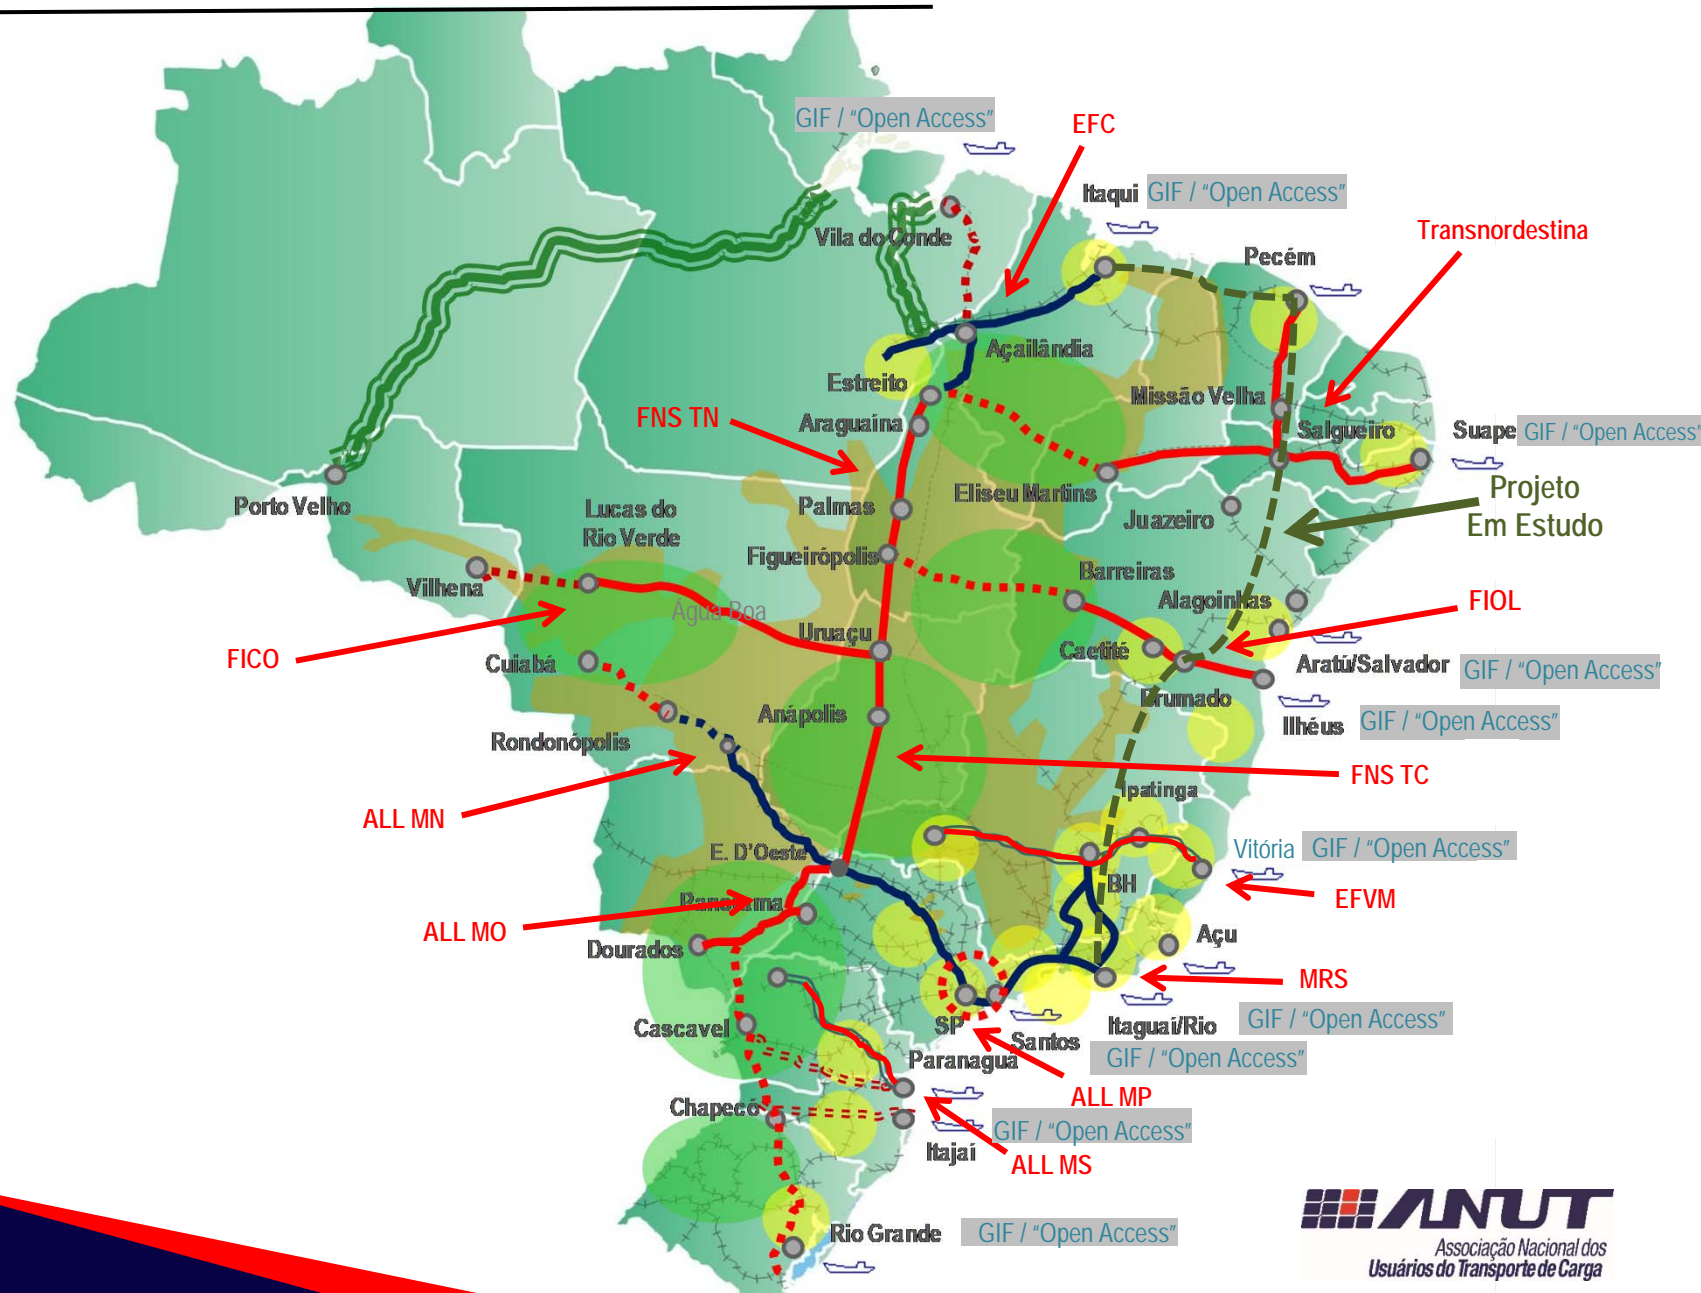 GIF / “Open Access”
EFC
Itaqui GIF / “Open Access”
Vila do Conde
Transnordestina
Pecém
Açailândia
Estreito
Missão Velha
FNS TN
Araguaína
Salgueiro
Suape GIF / “Open Access”
Porto Velho
Lucas do
Rio Verde
Palmas
Eliseu Martins
Juazeiro
Projeto
Em Estudo
Figueirópolis
Vilhena
Barreiras
Alagoinhas
FIOL
Água Boa
Uruaçu
Caetité
FICO
Cuiabá
Aratú/Salvador GIF / “Open Access”
Brumado
Anápolis
Ilhéus GIF / “Open Access”
Rondonópolis
FNS TC
Ipatinga
ALL MN
E. D’Oeste
Vitória GIF / “Open Access”
BH
EFVM
Panorama
ALL MO
Dourados
Açu
MRS
Cascavel
SP
Santos
Itaguaí/Rio GIF / “Open Access”
Paranaguá
GIF / “Open Access”
ALL MP
Chapecó
GIF / “Open Access”
Itajaí
ALL MS
Rio Grande GIF / “Open Access”
ANUT
Associação Nacional dos
Usuários do Transporte de Carga